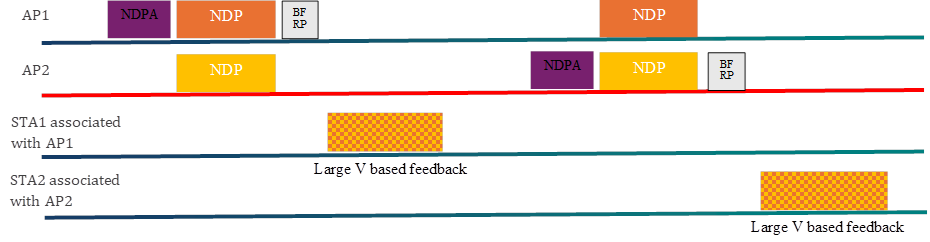 AP1
NDPA
NDP
BF
RP
NDP
AP2
NDP
NDPA
NDP
BF
RP
STA1 associated
with AP1
Large V based feedback
STA2 associated
with AP2
Large V based feedback